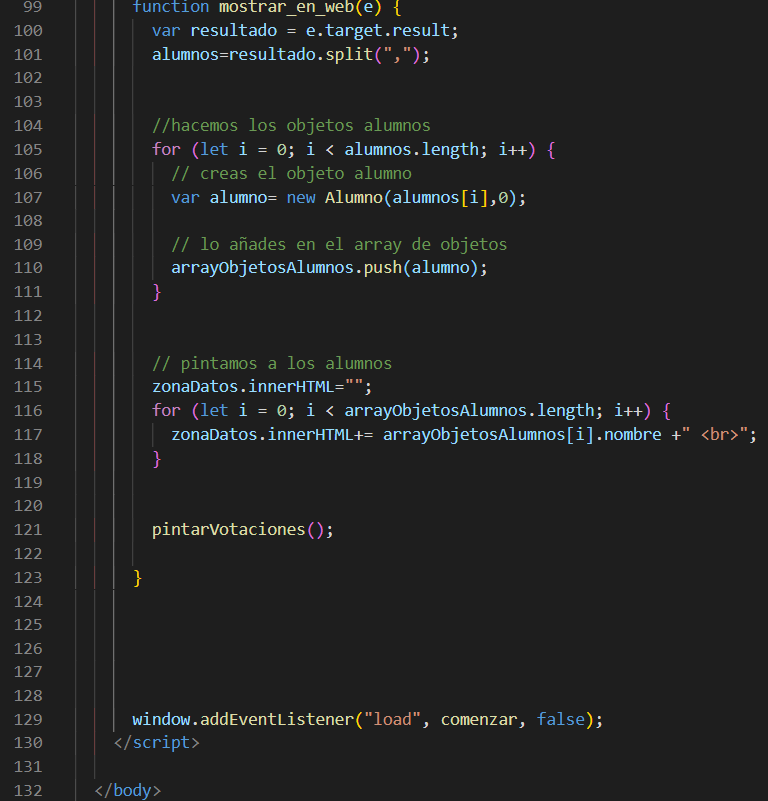 99 function mostrar_en_web(e) {
100 var resultado = e.target.result;
101 alumnos=resultado.split(",");
102
103
104 //hacemos los objetos alumnos
105 for (let i = 0; i < alumnos.length; i++) {
106 // creas el objeto alumno
107 var alumno= new Alumno(alumnos[i],0);
108
109 // lo añades en el array de objetos
110 arrayObjetosAlumnos.push(alumno);
111 }
112
113
114 // pintamos a los alumnos
115 zonaDatos.innerHTML="";
116 for (let i = 0; i < arrayObjetosAlumnos.length; i++) {
117 zonaDatos.innerHTML+= arrayObjetosAlumnos[i].nombre +" <br>";
118 }
119
120
121 pintarVotaciones();
122
123 }
124
125
126
127
128
129 window.addEventListener("load", comenzar, false);
130 </script>
131
132 </body>